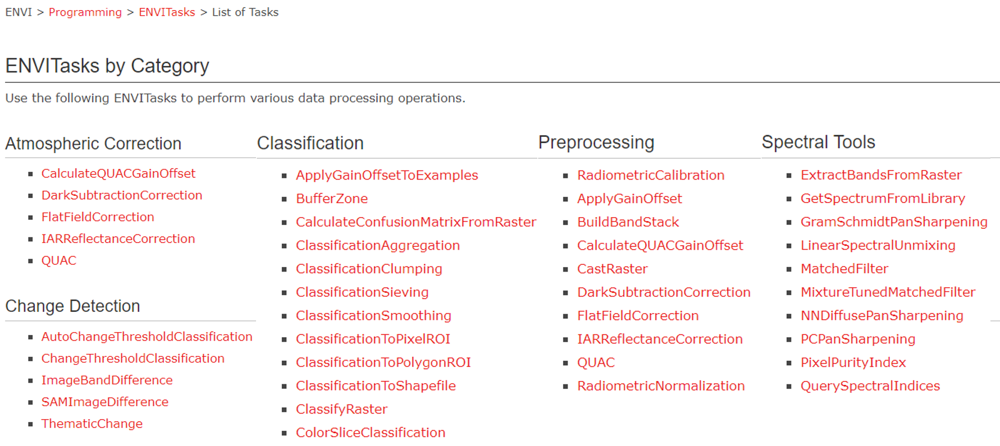 ENVI > Programming > ENVITasks > List of Tasks
ENVITasks by Category
Use the following ENVITasks to perform various data processing operations.
Atmospheric Correction
CalculateQUACGainOffset
DarkSubtractionCorrection
FlatFieldCorrection
IARReflectanceCorrection
QUAC
Change Detection
AutoChangeThresholdClassification
ChangeThresholdClassification
ImageBandDifference
SAMImageDifference
ThematicChange
Classification
ApplyGainOffsetToExamples
BufferZone
CalculateConfusionMatrixFromRaster
ClassificationAggregation
ClassificationClumping
ClassificationSieving
ClassificationSmoothing
ClassificationToPixelROI
ClassificationToPolygonROI
ClassificationToShapefile
ClassifyRaster
ColorSliceClassification
Preprocessing
RadiometricCalibration
ApplyGainOffset
BuildBandStack
CalculateQUACGainOffset
CastRaster
DarkSubtractionCorrection
FlatFieldCorrection
IARReflectanceCorrection
QUAC
RadiometricNormalization
Spectral Tools
ExtractBandsFromRaster
GetSpectrumFromLibrary
GramSchmidtPanSharpening
LinearSpectralUnmixing
MatchedFilter
MixtureTunedMatchedFilter
NNDiffusePanSharpening
PCPanSharpening
PixelPurityIndex
QuerySpectralIndices